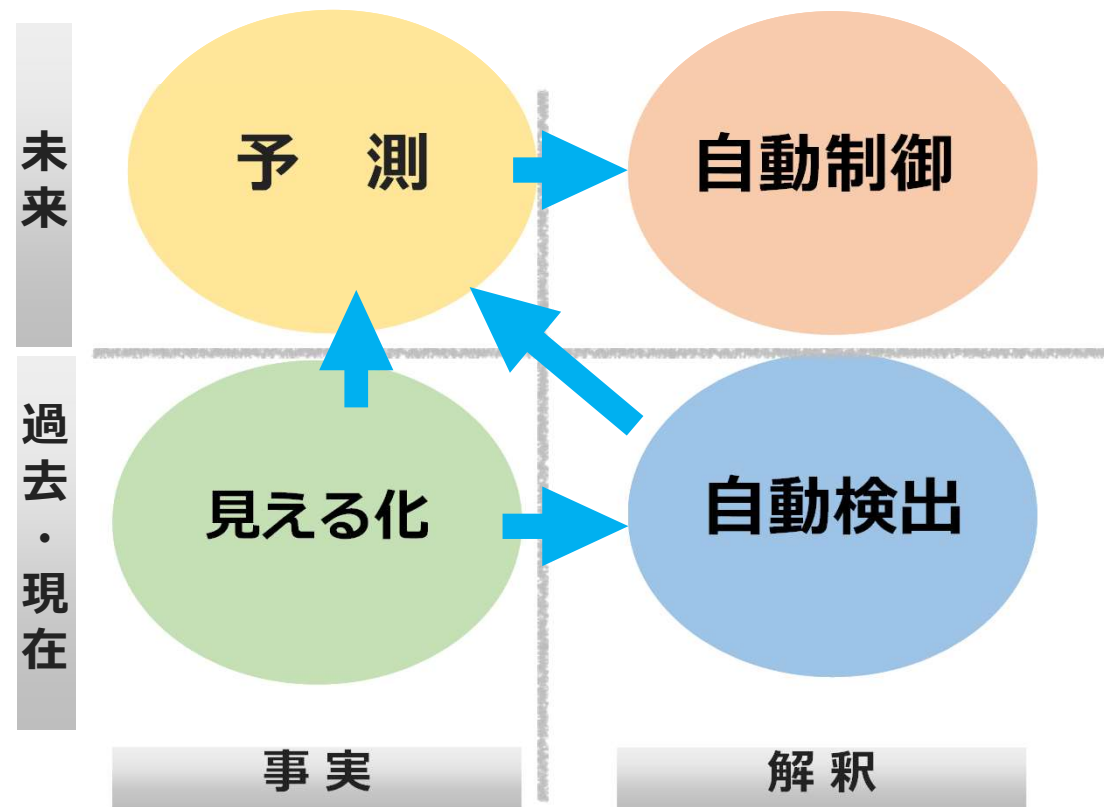 未来
予　測
自動制御
過去・現在
見える化
自動検出
事 実
解 釈